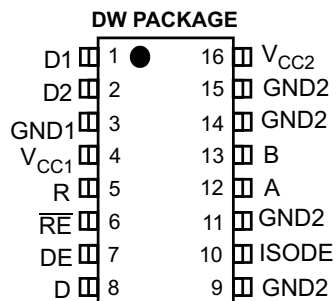 DW PACKAGE
D1 1 16 VCC2
D2 2 15 GND2
GND1 3 14 GND2
VCC1 4 13 B
R 5 12 A
RE 6 11 GND2
DE 7 10 ISODE
D 8 9 GND2